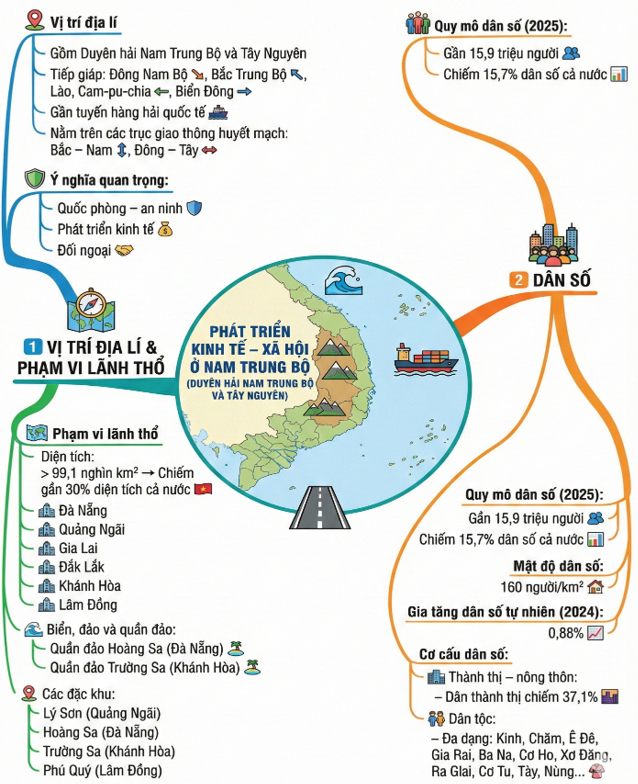 Vị trí địa lí
Gồm Duyên hải Nam Trung Bộ và Tây Nguyên
Tiếp giáp: Đông Nam Bộ, Bắc Trung Bộ,
Lào, Cam-pu-chia, Biển Đông
Gần tuyến hàng hải quốc tế
Nằm trên các trục giao thông huyết mạch:
Bắc – Nam, Đông – Tây
Ý nghĩa quan trọng:
Quốc phòng – an ninh
Phát triển kinh tế
Đối ngoại
1 VỊ TRÍ ĐỊA LÍ &
PHẠM VI LÃNH THỔ
Phạm vi lãnh thổ
Diện tích:
> 99,1 nghìn km² → Chiếm
gần 30% diện tích cả nước
Đà Nẵng
Quảng Ngãi
Gia Lai
Đắk Lắk
Khánh Hòa
Lâm Đồng
Biển, đảo và quần đảo:
Quần đảo Hoàng Sa (Đà Nẵng)
Quần đảo Trường Sa (Khánh Hòa)
Các đặc khu:
Lý Sơn (Quảng Ngãi)
Hoàng Sa (Đà Nẵng)
Trường Sa (Khánh Hòa)
Phú Quý (Lâm Đồng)
PHÁT TRIỂN
KINH TẾ – XÃ HỘI
Ở NAM TRUNG BỘ
(DUYÊN HẢI NAM TRUNG BỘ
VÀ TÂY NGUYÊN)
Quy mô dân số (2025):
Gần 15,9 triệu người
Chiếm 15,7% dân số cả nước
2 DÂN SỐ
Quy mô dân số (2025):
Gần 15,9 triệu người
Chiếm 15,7% dân số cả nước
Mật độ dân số:
160 người/km²
Gia tăng dân số tự nhiên (2024):
0,88%
Cơ cấu dân số:
Thành thị – nông thôn:
– Dân thành thị chiếm 37,1%
Dân tộc:
– Đa dạng: Kinh, Chăm, Ê Đê,
Gia Rai, Ba Na, Cơ Ho, Xơ Đăng,
Ra Glai, Cơ Tu, Tày, Nùng...